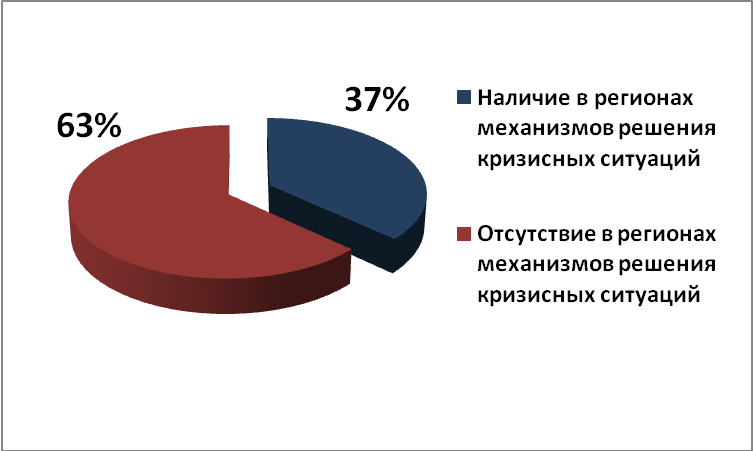 37%
63%
Наличие в регионах
механизмов решения
кризисных ситуаций
Отсутствие в регионах
механизмов решения
кризисных ситуаций